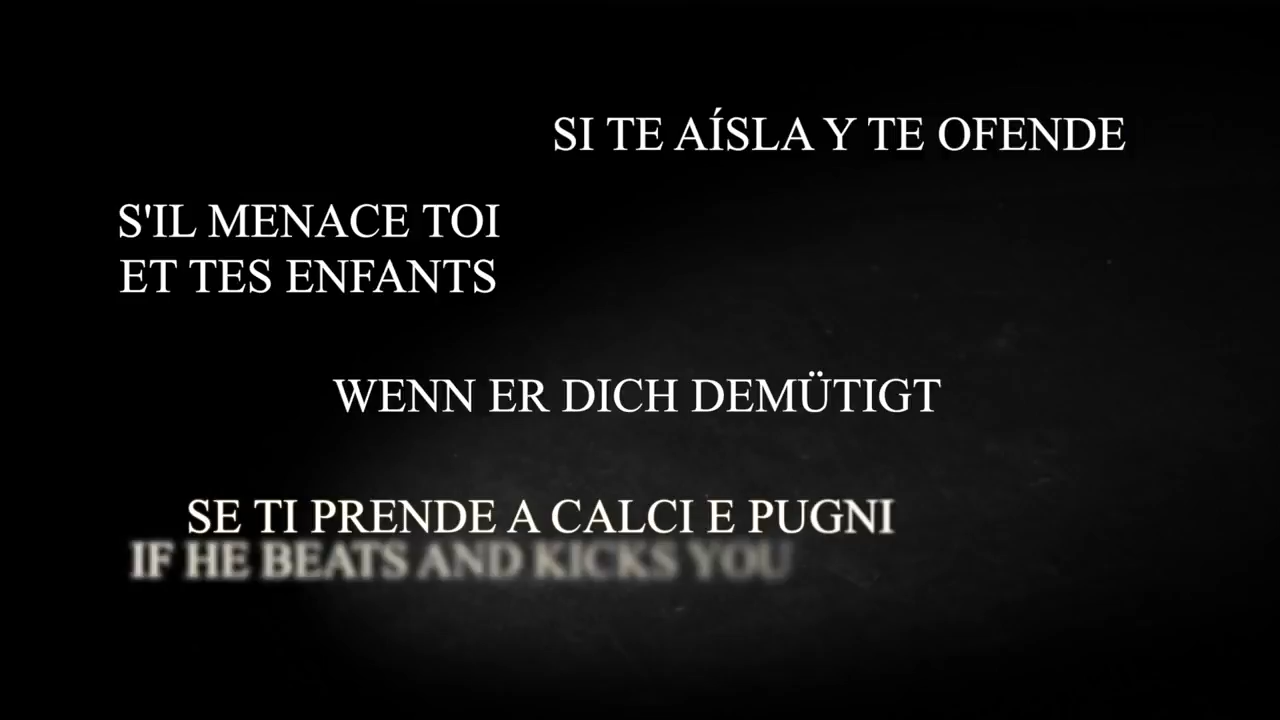 SI TE AÍSLA Y TE OFENDE
S'IL MENACE TOI
ET TES ENFANTS
WENN ER DICH DEMÜTIGT
SE TI PRENDE A CALCI E PUGNI
IF HE BEATS AND KICKS YOU